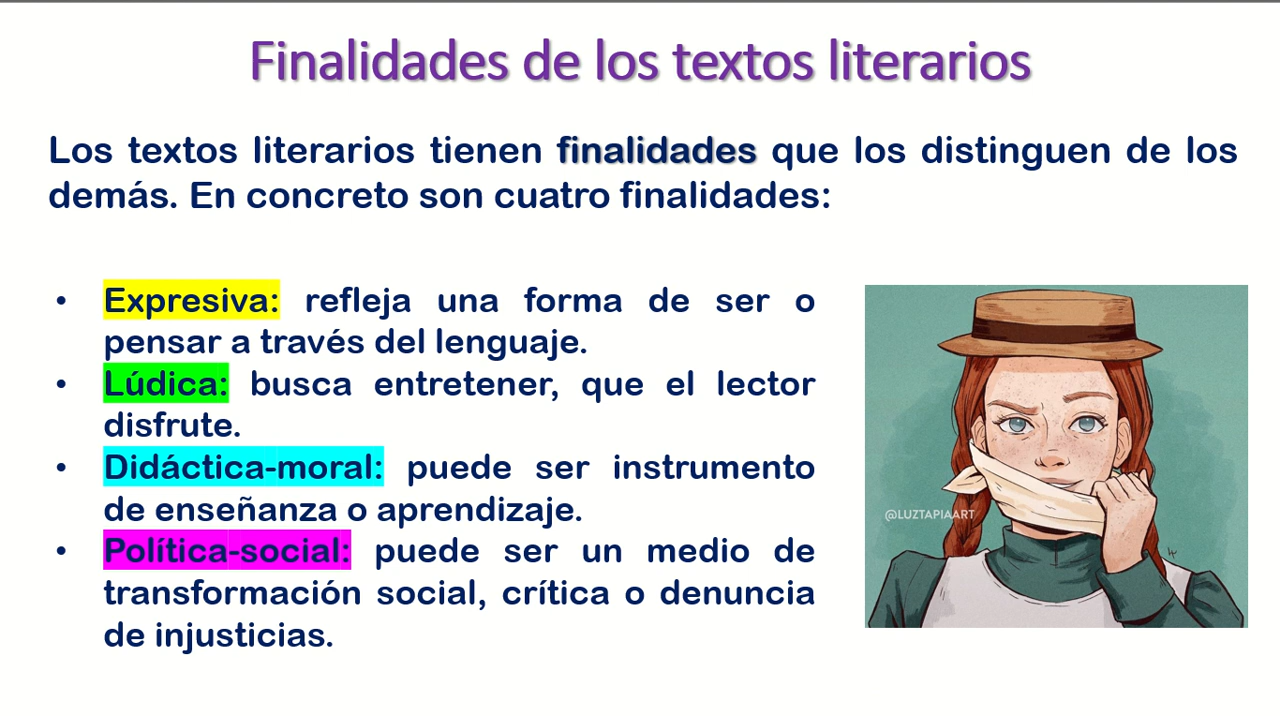 Finalidades de los textos literarios
Los textos literarios tienen finalidades que los distinguen de los
demás. En concreto son cuatro finalidades:
• Expresiva: refleja una forma de ser o
pensar a través del lenguaje.
• Lúdica: busca entretener, que el lector
disfrute.
• Didáctica-moral: puede ser instrumento
de enseñanza o aprendizaje.
• Política-social: puede ser un medio de
transformación social, crítica o denuncia
de injusticias.
@LUZTAPIAART